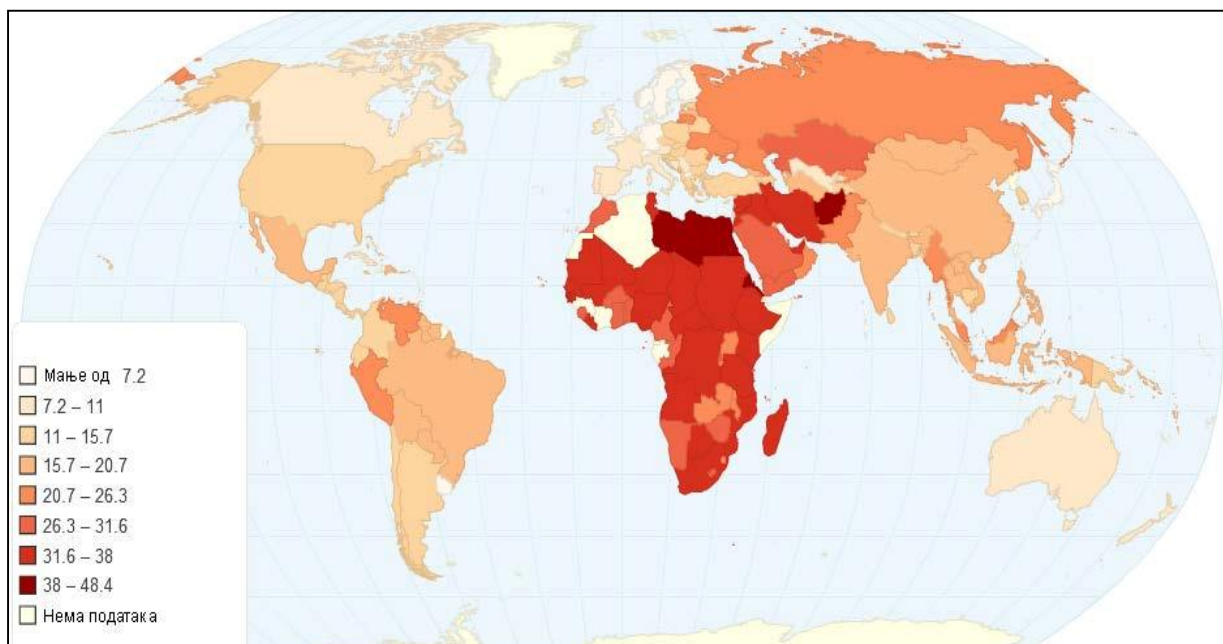 Мање од 7.2
7.2 – 11
11 – 15.7
15.7 – 20.7
20.7 – 26.3
26.3 – 31.6
31.6 – 38
38 – 48.4
Нема података